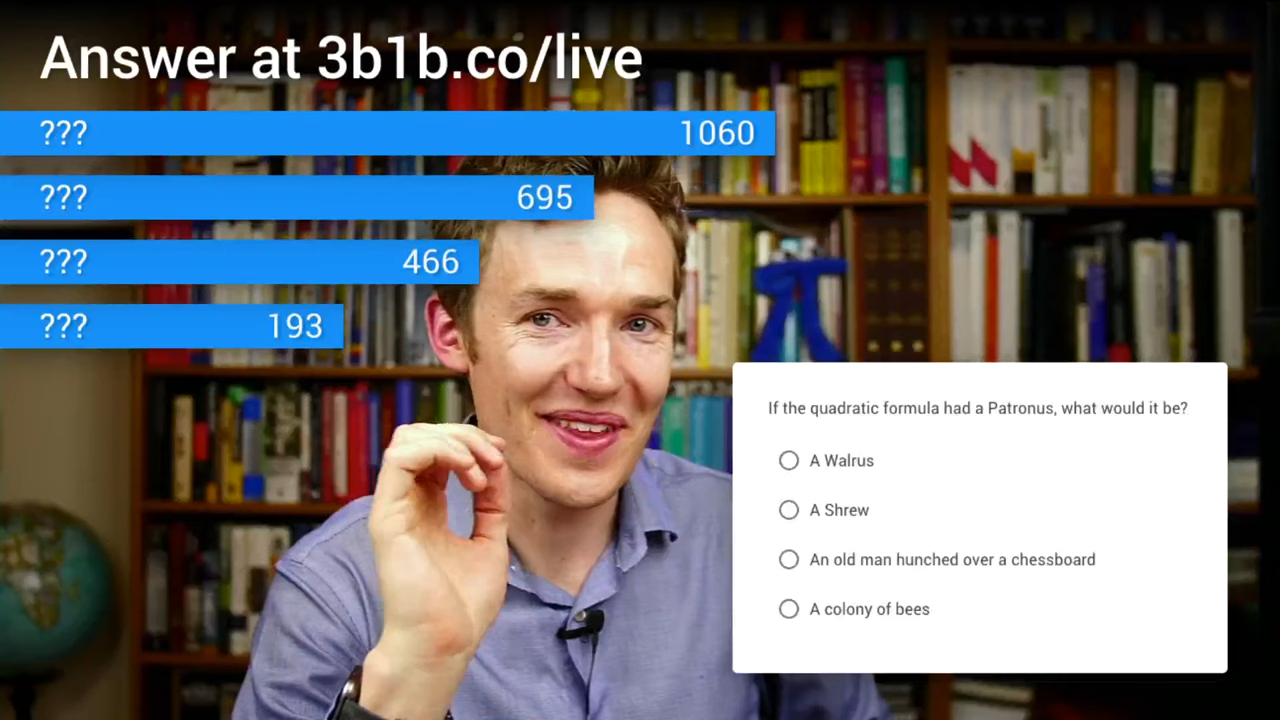 Answer at 3b1b.co/live
??? 1060
??? 695
??? 466
??? 193
If the quadratic formula had a Patronus, what would it be?
A Walrus
A Shrew
An old man hunched over a chessboard
A colony of bees